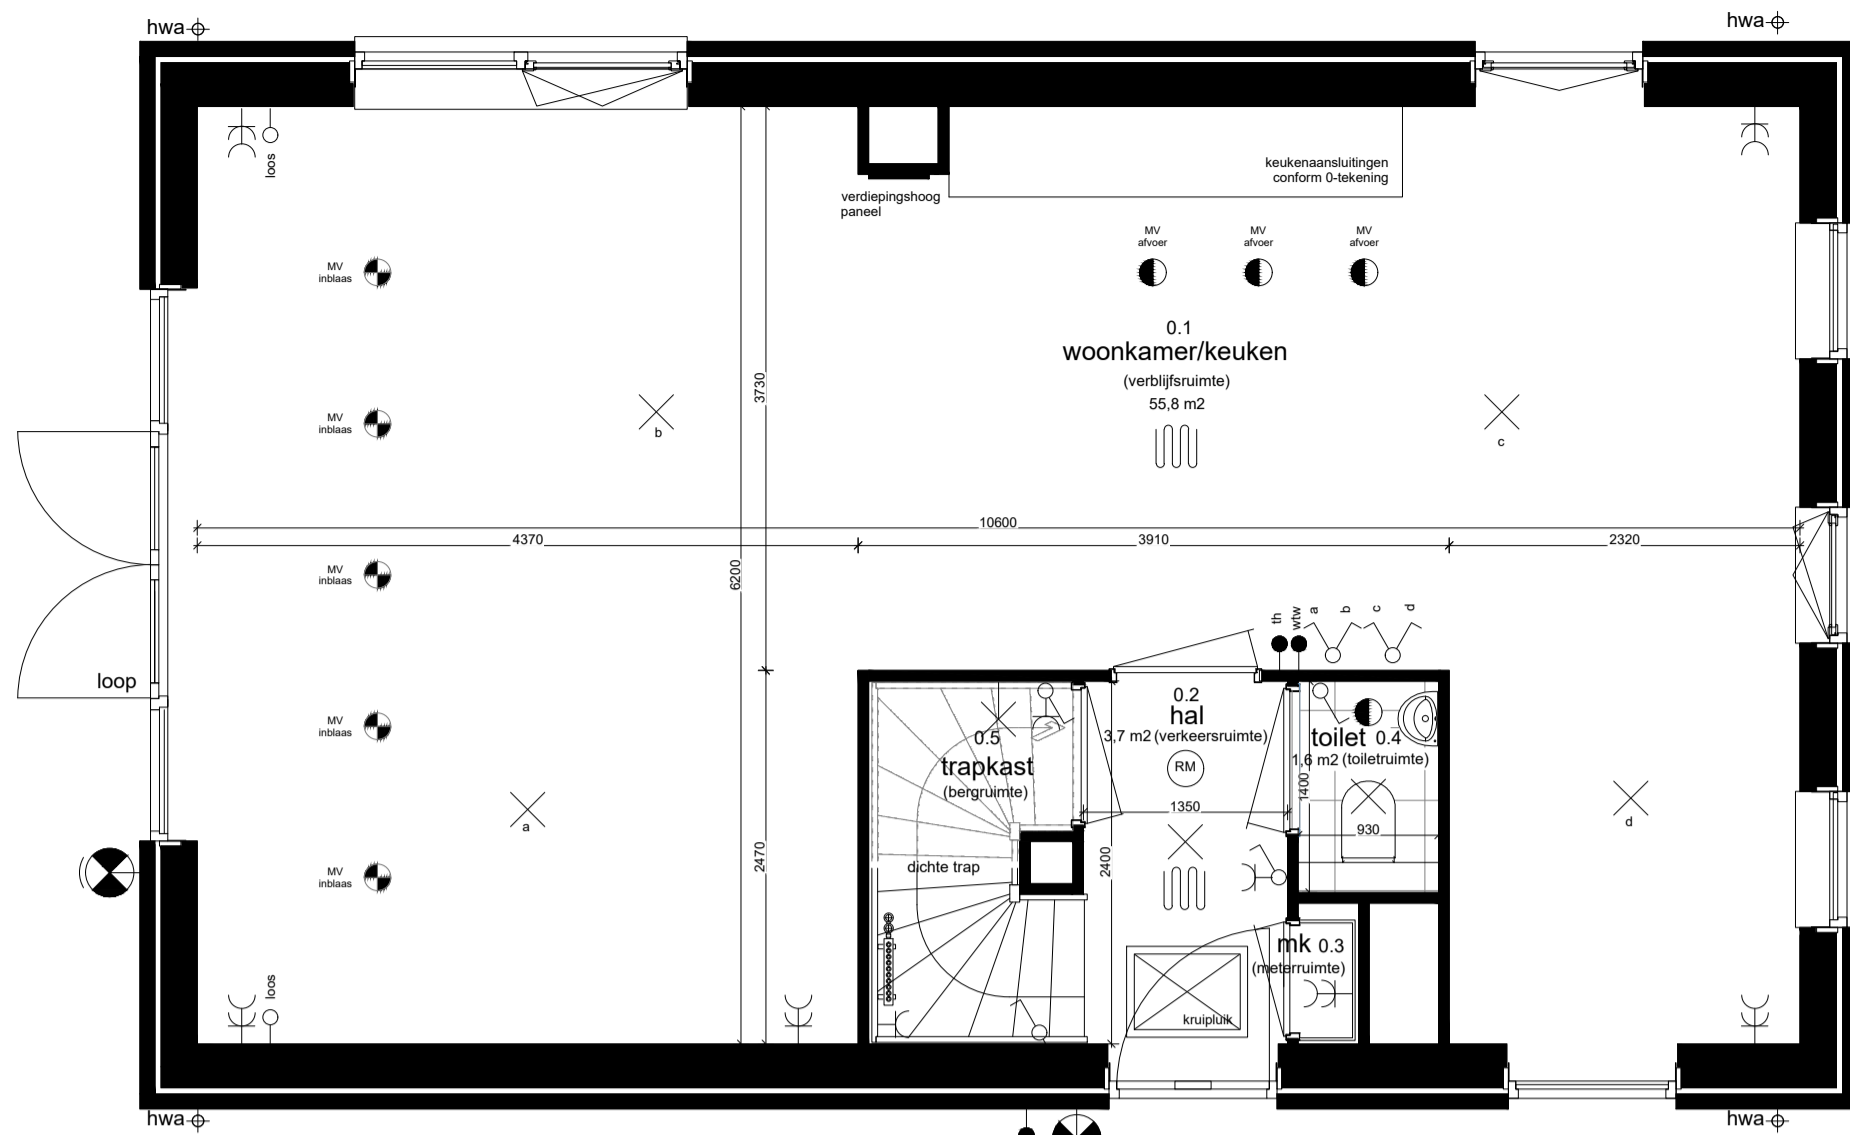 hwa
hwa
loos
keukenaansluitingen
conform 0-tekening
verdiepingshoog
paneel
MV
inblaas
MV
afvoer
MV
afvoer
MV
afvoer
0.1
woonkamer/keuken
(verblijfsruimte)
55,8 m2
3730
MV
inblaas
b
c
10600
4370
3910
2320
MV
inblaas
6200
th
wtw
a
b
c
d
loop
MV
inblaas
0.2
hal
3,7 m2 (verkeersruimte)
RM
0.5
trapkast
(bergruimte)
toilet 0.4
1,6 m2 (toiletruimte)
1400
1350
930
a
d
2470
2400
dichte trap
MV
inblaas
mk 0.3
(meterruimte)
loos
kruipluik
hwa
hwa